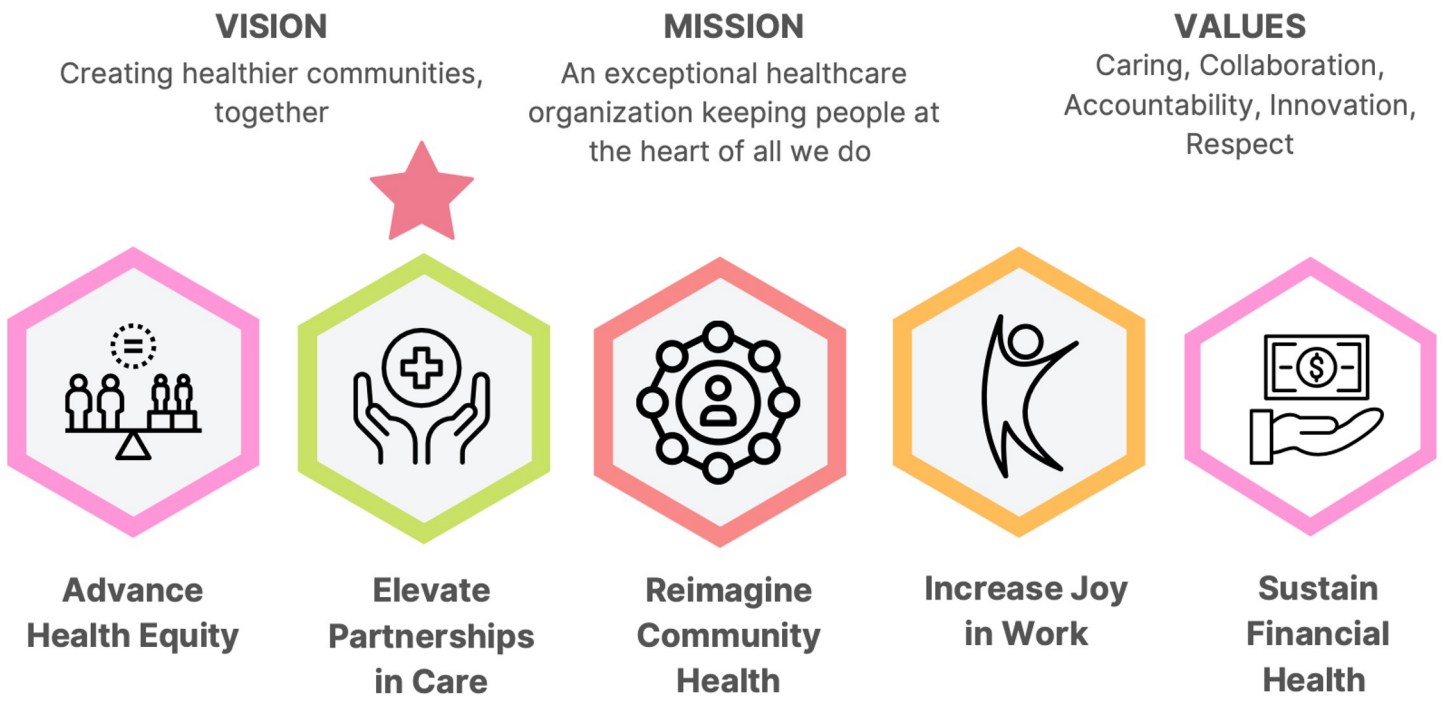 VISION
Creating healthier communities,
together
MISSION
An exceptional healthcare
organization keeping people at
the heart of all we do
VALUES
Caring, Collaboration,
Accountability, Innovation,
Respect
=
$
Advance
Health Equity
Elevate
Partnerships
in Care
Reimagine
Community
Health
Increase Joy
in Work
Sustain
Financial
Health